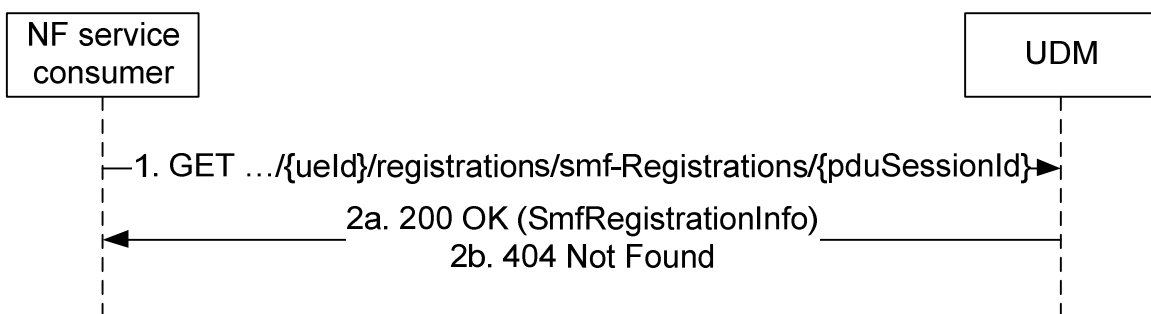 NF service
consumer
UDM
1. GET …/{ueId}/registrations/smf-Registrations/{pduSessionId}
2a. 200 OK (SmfRegistrationInfo)
2b. 404 Not Found